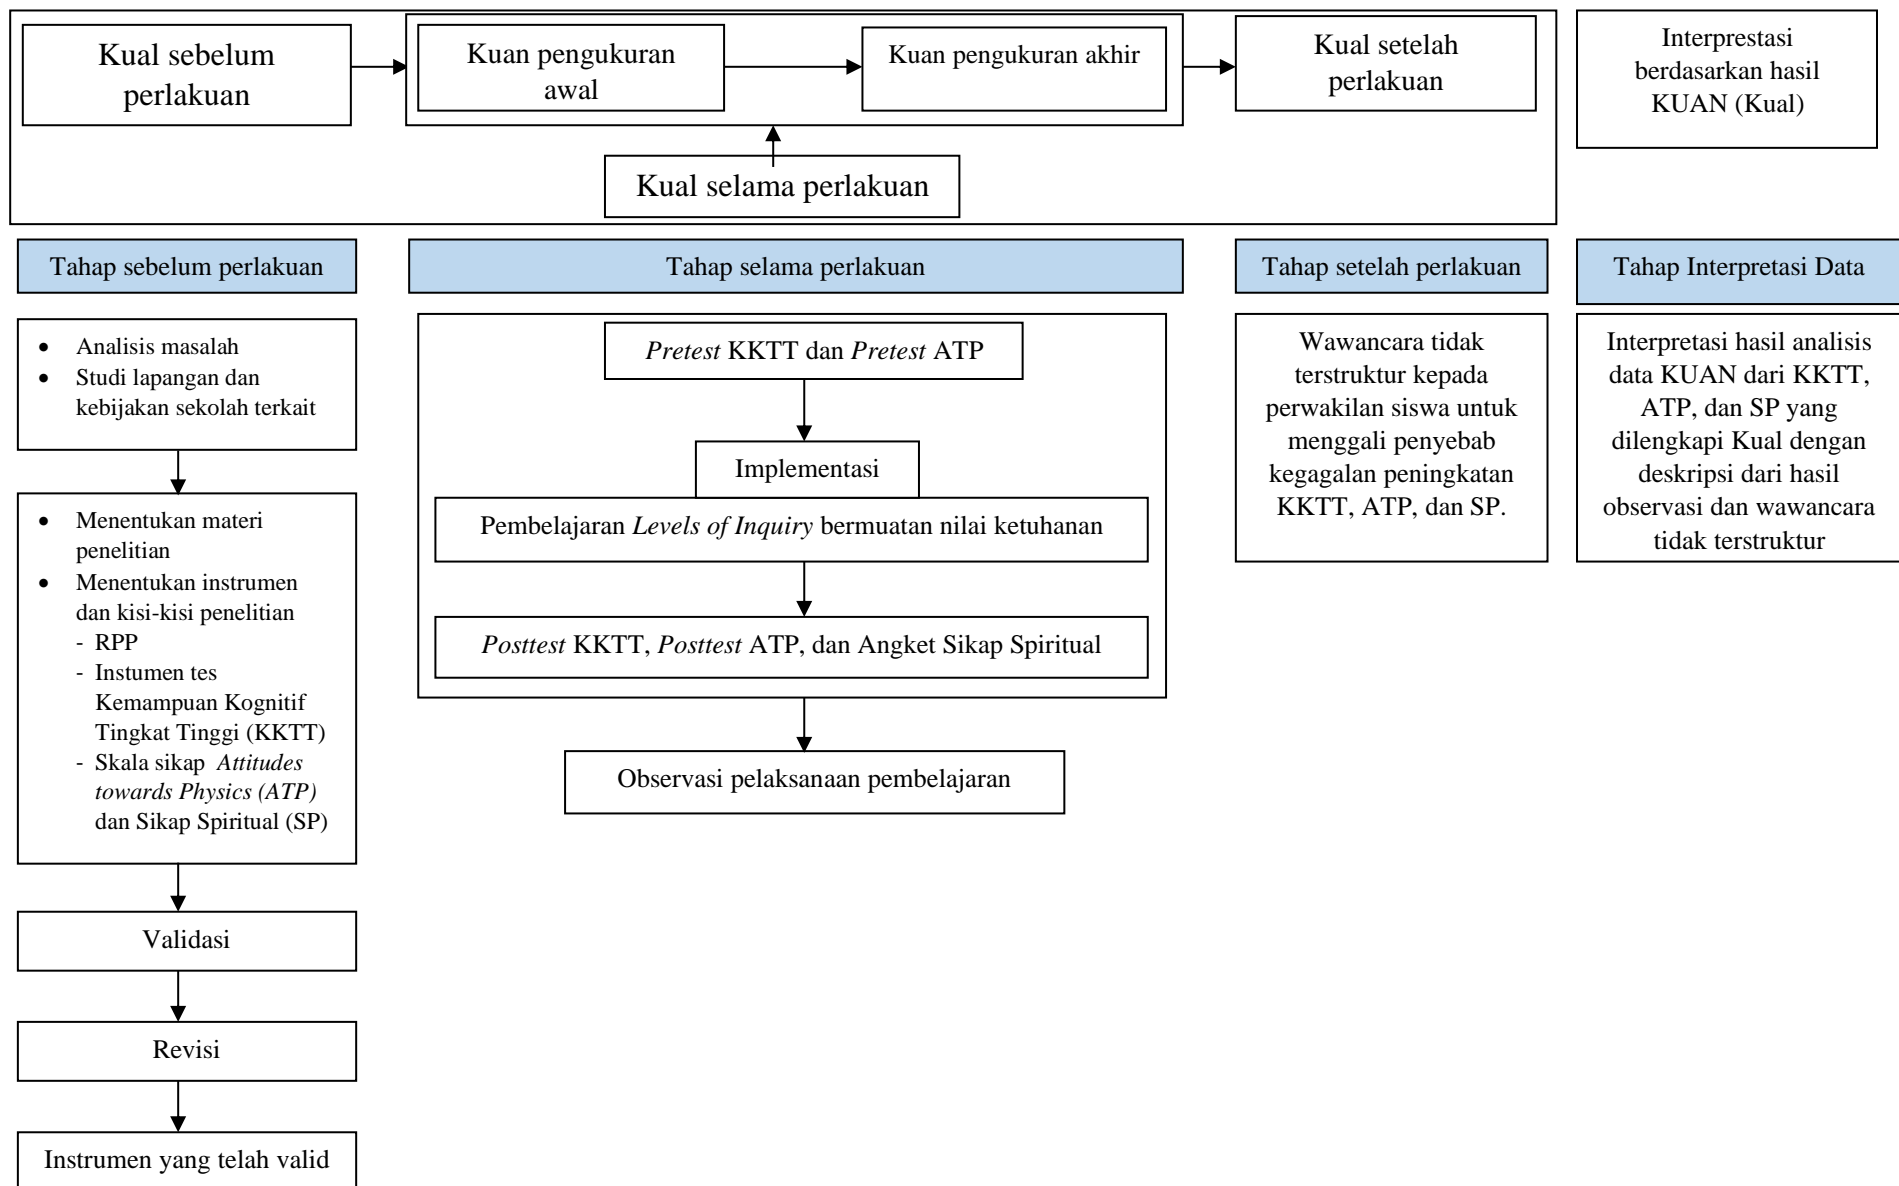 Kual sebelum
perlakuan
Kuan pengukuran
awal
Kuan pengukuran akhir
Kual setelah
perlakuan
Interprestasi
berdasarkan hasil
KUAN (Kual)
Kual selama perlakuan
Tahap sebelum perlakuan
Tahap selama perlakuan
Tahap setelah perlakuan
Tahap Interpretasi Data
• Analisis masalah
• Studi lapangan dan
kebijakan sekolah terkait
• Menentukan materi
penelitian
• Menentukan instrumen
dan kisi-kisi penelitian
- RPP
- Instumen tes
Kemampuan Kognitif
Tingkat Tinggi (KKTT)
- Skala sikap Attitudes
towards Physics (ATP)
dan Sikap Spiritual (SP)
Validasi
Revisi
Instrumen yang telah valid
Pretest KKTT dan Pretest ATP
Implementasi
Pembelajaran Levels of Inquiry bermuatan nilai ketuhanan
Posttest KKTT, Posttest ATP, dan Angket Sikap Spiritual
Observasi pelaksanaan pembelajaran
Wawancara tidak
terstruktur kepada
perwakilan siswa untuk
menggali penyebab
kegagalan peningkatan
KKTT, ATP, dan SP.
Interpretasi hasil analisis
data KUAN dari KKTT,
ATP, dan SP yang
dilengkapi Kual dengan
deskripsi dari hasil
observasi dan wawancara
tidak terstruktur